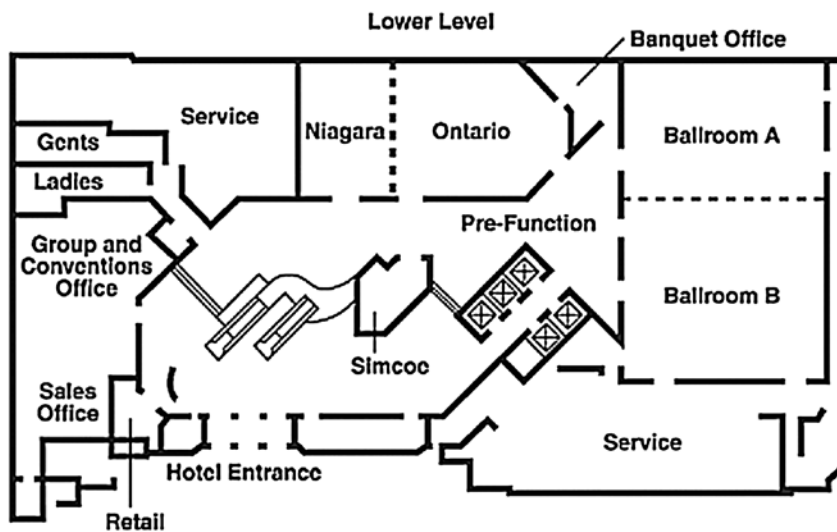 Lower Level
Banquet Office
Service
Niagara
Ontario
Ballroom A
Gents
Ladies
Pre-Function
Group and
Conventions
Office
Ballroom B
Simcoe
Sales
Office
Service
Hotel Entrance
Retail